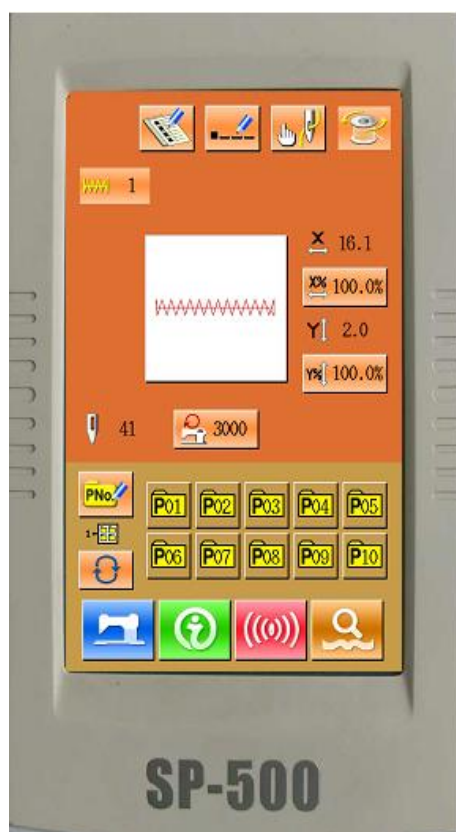 1
X 16.1
X% 100.0%
Y 2.0
Y% 100.0%
41 3000
PNo.
P01 P02 P03 P04 P05
1-
P06 P07 P08 P09 P10
SP-500